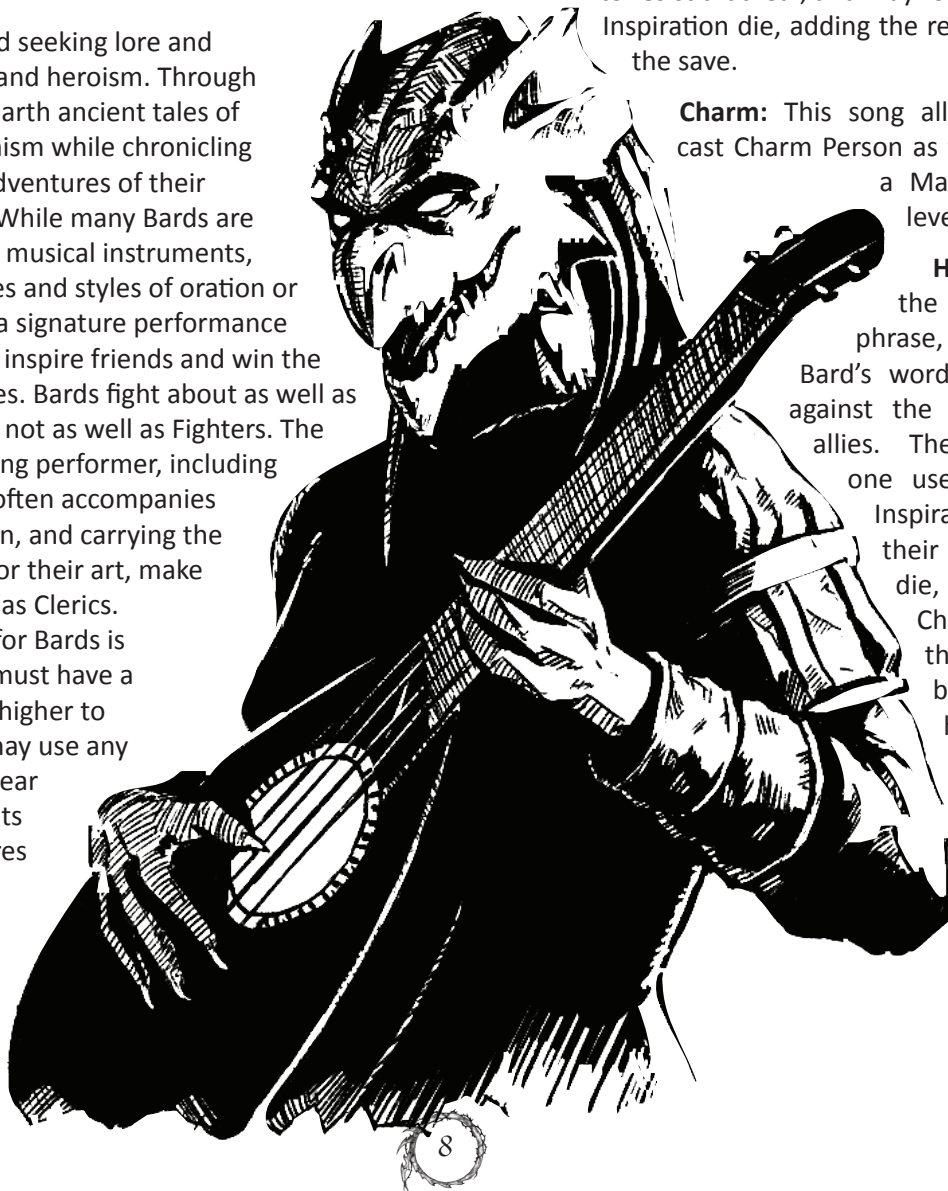 d seeking lore and
and heroism. Through
arth ancient tales of
ism while chronicling
dventures of their
While many Bards are
musical instruments,
es and styles of oration or
a signature performance
inspire friends and win the
es. Bards fight about as well as
not as well as Fighters. The
ng performer, including
often accompanies
n, and carrying the
or their art, make
as Clerics.
for Bards is
must have a
higher to
may use any
ear
ts
res
Inspiration die, adding the re
the save.
Charm: This song all
cast Charm Person as
a Ma
leve
H
the
phrase,
Bard's word
against the
allies. The
one use
Inspira
their
die,
Ch
th
b
8